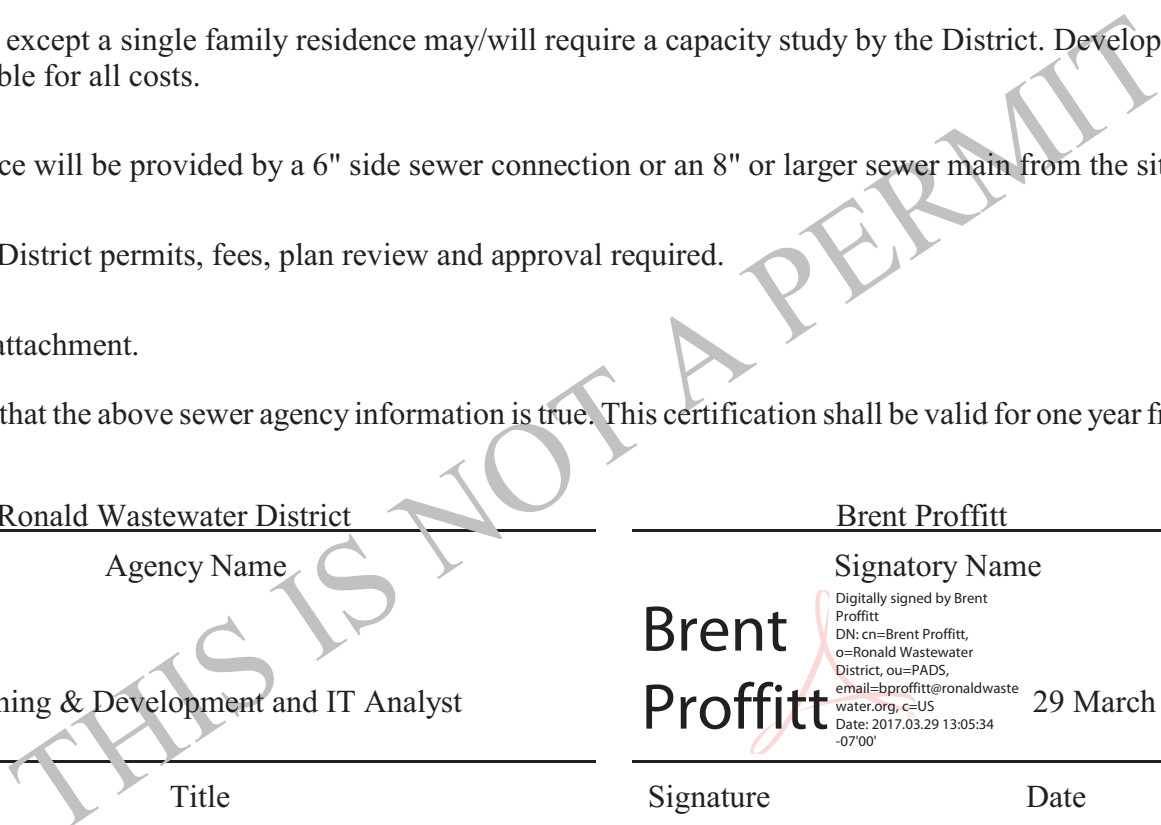 except a single family residence may/will require a capacity study by the District. Develop
ble for all costs.
ce will be provided by a 6" side sewer connection or an 8" or larger sewer main from the sit
District permits, fees, plan review and approval required.
attachment.
that the above sewer agency information is true. This certification shall be valid for one year fr
Ronald Wastewater District
Brent Proffitt
Agency Name
Signatory Name
Brent
Proffitt
Digitally signed by Brent
Proffitt
DN: cn=Brent Proffitt,
o=Ronald Wastewater
District, ou=PADS,
email=bproffitt@ronaldwaste
water.org, c=US
Date: 2017.03.29 13:05:34
-07'00'
ning & Development and IT Analyst
29 March
Title
Signature
Date
THIS IS NOT A PERMIT